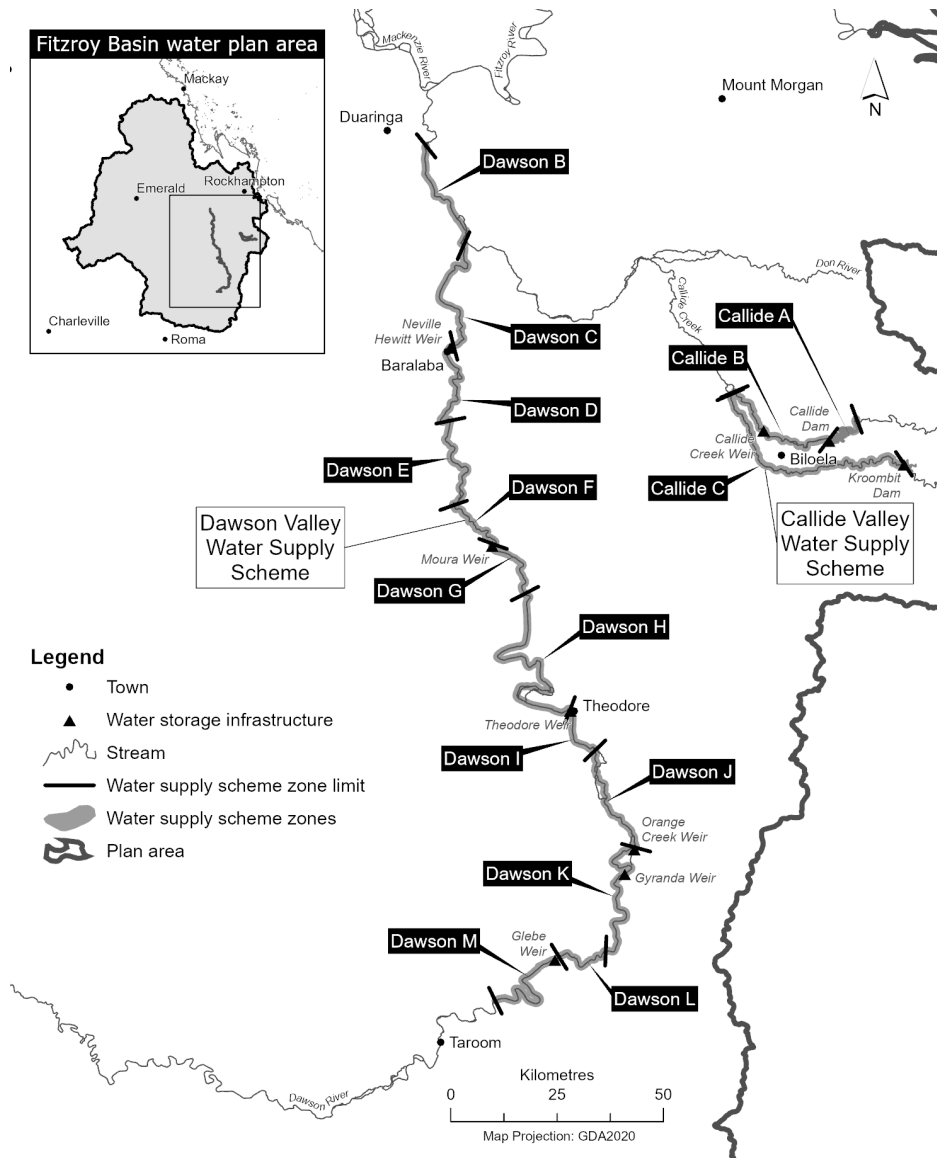 Fitzroy Basin water plan area
Mackay
Emerald
Rockhampton
Charleville
Roma
Mackenzie River
Fitzroy River
Mount Morgan
N
Duaringa
Dawson B
Don River
Callide Creek
Dawson C
Neville
Hewitt Weir
Baralaba
Callide A
Callide B
Dawson D
Callide
Dam
Callide
Creek Weir
Biloela
Dawson E
Kroombit
Dam
Callide C
Dawson F
Dawson Valley
Water Supply
Scheme
Callide Valley
Water Supply
Scheme
Moura Weir
Dawson G
Dawson H
Legend
Town
Water storage infrastructure
Stream
Water supply scheme zone limit
Water supply scheme zones
Plan area
Theodore
Theodore Weir
Dawson I
Dawson J
Orange
Creek Weir
Dawson K
Gyranda Weir
Dawson M
Glebe
Weir
Dawson L
Taroom
Dawson River
Kilometres
0 25 50
Map Projection: GDA2020